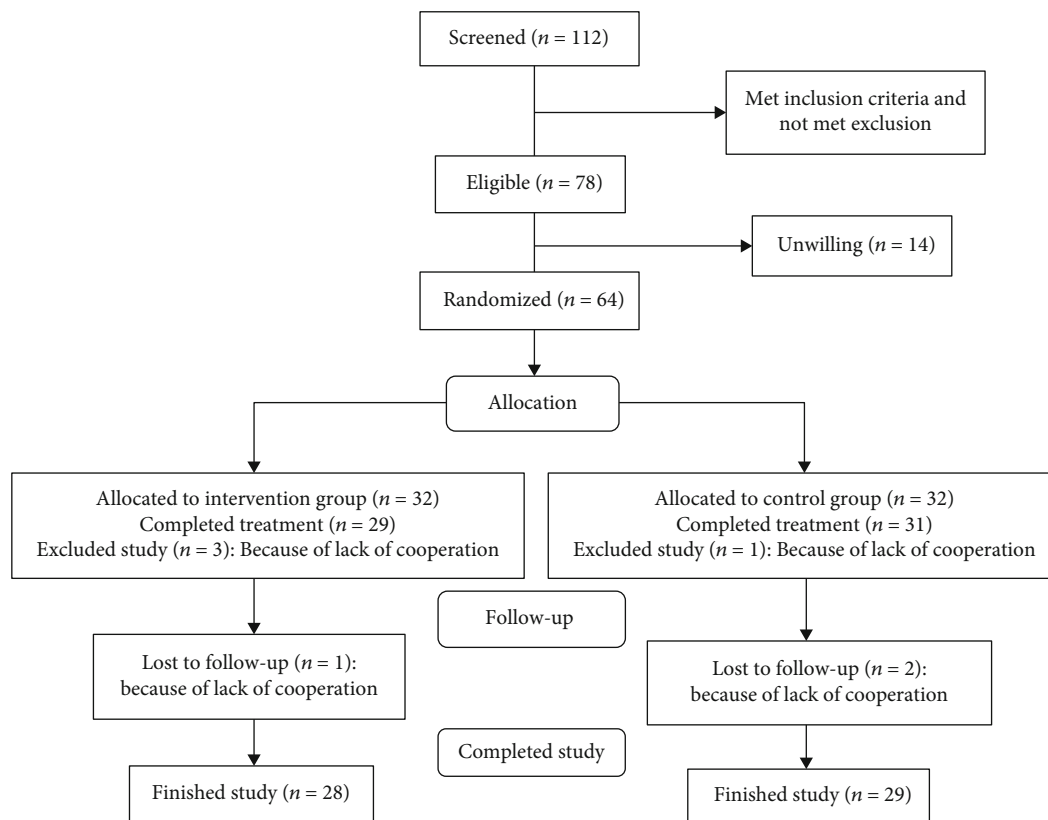 Screened (n = 112)
Met inclusion criteria and
not met exclusion
Eligible (n = 78)
Unwilling (n = 14)
Randomized (n = 64)
Allocation
Allocated to intervention group (n = 32)
Completed treatment (n = 29)
Excluded study (n = 3): Because of lack of cooperation
Allocated to control group (n = 32)
Completed treatment (n = 31)
Excluded study (n = 1): Because of lack of cooperation
Follow-up
Lost to follow-up (n = 1):
because of lack of cooperation
Lost to follow-up (n = 2):
because of lack of cooperation
Completed study
Finished study (n = 28)
Finished study (n = 29)